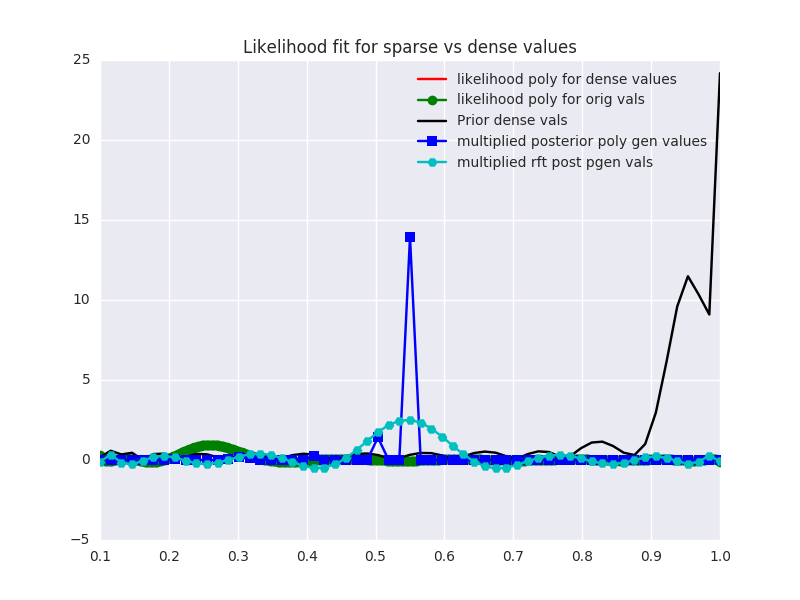 Likelihood fit for sparse vs dense values
25
20
15
10
5
0
−5
likelihood poly for dense values
likelihood poly for orig vals
Prior dense vals
multiplied posterior poly gen values
multiplied rft post pgen vals
0.1 0.2 0.3 0.4 0.5 0.6 0.7 0.8 0.9 1.0